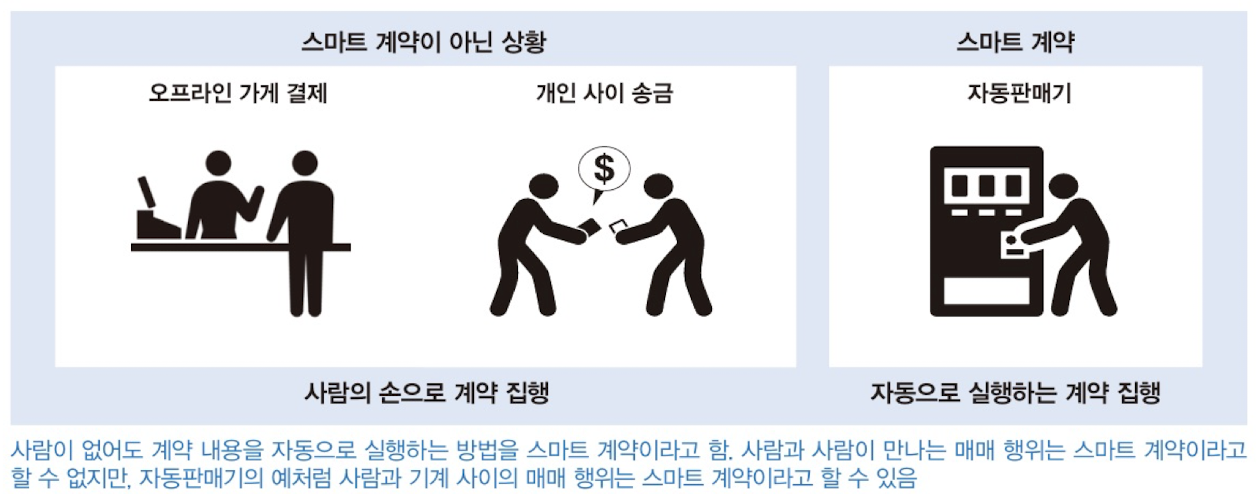 스마트 계약이 아닌 상황
스마트 계약
오프라인 가게 결제
개인 사이 송금
자동판매기
$
사람의 손으로 계약 집행
자동으로 실행하는 계약 집행
사람이 없어도 계약 내용을 자동으로 실행하는 방법을 스마트 계약이라고 함. 사람과 사람이 만나는 매매 행위는 스마트 계약이라고
할 수 없지만, 자동판매기의 예처럼 사람과 기계 사이의 매매 행위는 스마트 계약이라고 할 수 있음